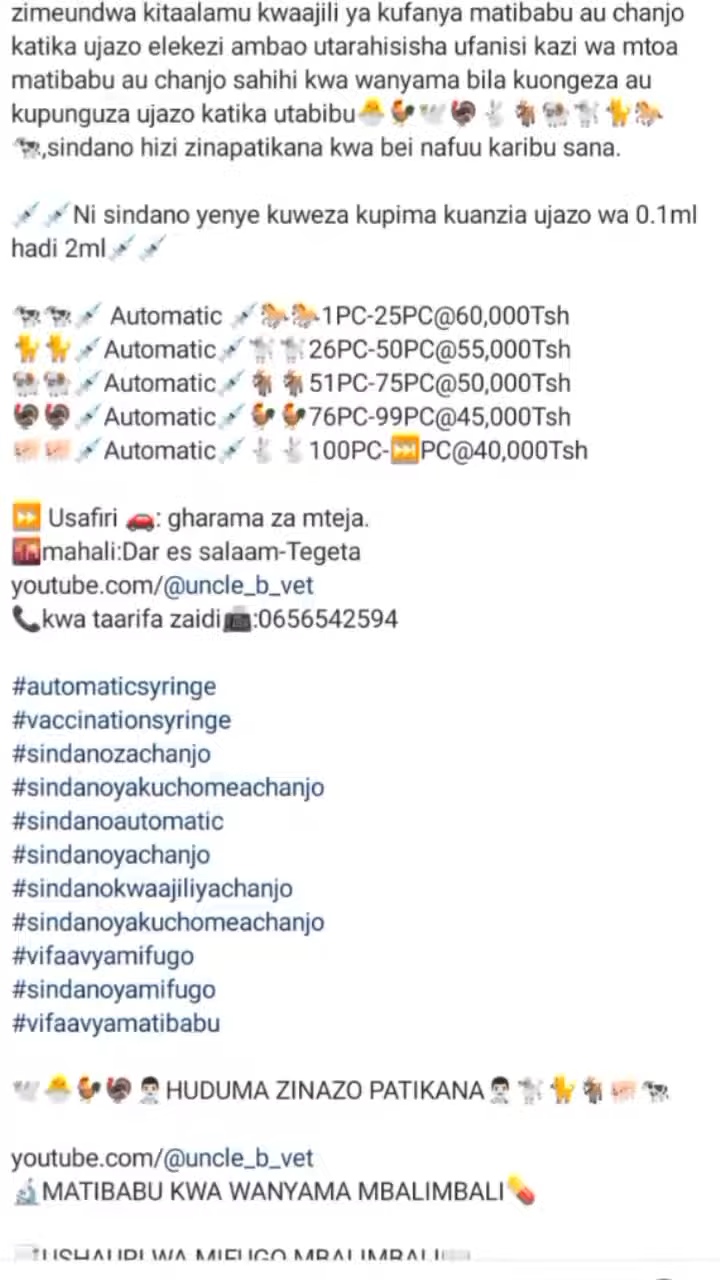 zimeundwa kitaalamu kwaajili ya kufanya matibabu au chanjo
katika ujazo elekezi ambao utarahisisha ufanisi kazi wa mtoa
matibabu au chanjo sahihi kwa wanyama bila kuongeza au
kupunguza ujazo katika utabibu🐣🐓🕊️🦃🐇🐐🐏🐩🐈🐎
🐄,sindano hizi zinapatikana kwa bei nafuu karibu sana.
💉💉Ni sindano yenye kuweza kupima kuanzia ujazo wa 0.1ml
hadi 2ml💉💉
🐄🐄💉 Automatic 💉🐎🐎1PC-25PC@60,000Tsh
🐈🐈💉Automatic💉🐩🐩26PC-50PC@55,000Tsh
🐏🐏💉Automatic💉🐐🐐51PC-75PC@50,000Tsh
🦃🦃💉Automatic💉🐓🐓76PC-99PC@45,000Tsh
🐖🐖💉Automatic💉🐇🐇100PC-⏩PC@40,000Tsh
⏩ Usafiri 🚗: gharama za mteja.
🌇mahali:Dar es salaam-Tegeta
youtube.com/@uncle_b_vet
📞kwa taarifa zaidi📠:0656542594
#automaticsyringe
#vaccinationsyringe
#sindanozachanjo
#sindanoyakuchomeachanjo
#sindanoautomatic
#sindanoyachanjo
#sindanokwaajiliyachanjo
#sindanoyakuchomeachanjo
#vifaavyamifugo
#sindanoyamifugo
#vifaavyamatibabu
🕊️🐣🐓🦃👨‍⚕️HUDUMA ZINAZO PATIKANA👨‍⚕️🐩🐈🐐🐖🐄
youtube.com/@uncle_b_vet
🔬MATIBABU KWA WANYAMA MBALIMBALI💊
USHAURI WA MIFUGO MBALIMBALI